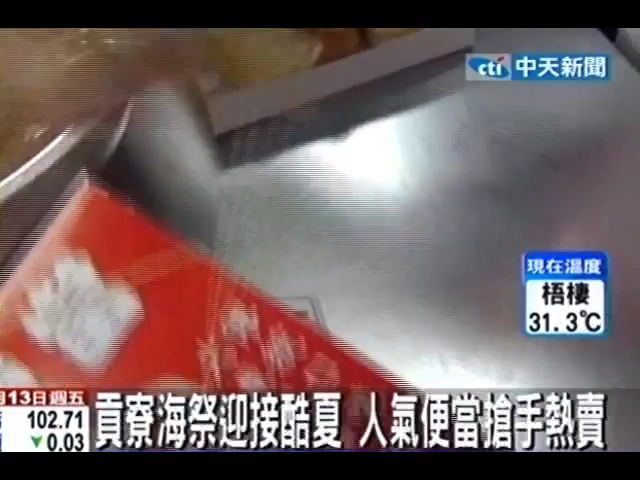 cti 中天新聞
現在溫度
梧棲
31.3℃
月13日週五
102.71
▼0.03
貢寮海祭迎接酷夏 人氣便當搶手熱賣